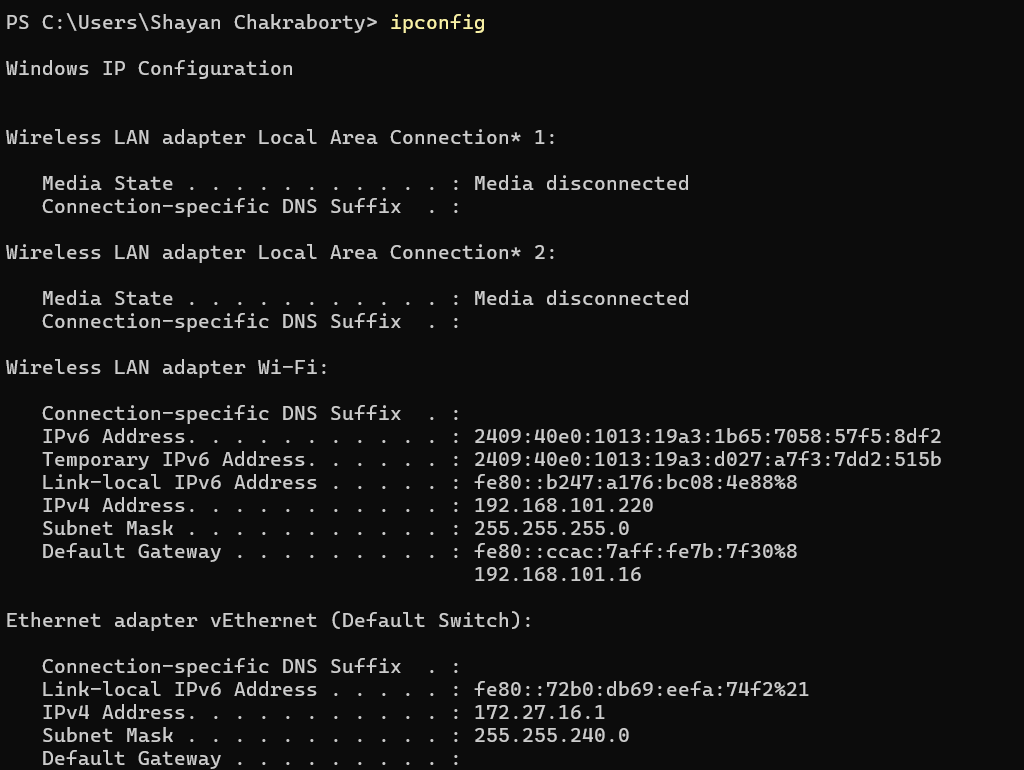 PS C:\Users\Shayan Chakraborty> ipconfig
Windows IP Configuration
Wireless LAN adapter Local Area Connection* 1:
Media State . . . . . . . . . . . : Media disconnected
Connection-specific DNS Suffix  . :
Wireless LAN adapter Local Area Connection* 2:
Media State . . . . . . . . . . . : Media disconnected
Connection-specific DNS Suffix  . :
Wireless LAN adapter Wi-Fi:
Connection-specific DNS Suffix  . :
IPv6 Address. . . . . . . . . . . : 2409:40e0:1013:19a3:1b65:7058:57f5:8df2
Temporary IPv6 Address. . . . . . : 2409:40e0:1013:19a3:d027:a7f3:7dd2:515b
Link-local IPv6 Address . . . . . : fe80::b247:a176:bc08:4e88%8
IPv4 Address. . . . . . . . . . . : 192.168.101.220
Subnet Mask . . . . . . . . . . . : 255.255.255.0
Default Gateway . . . . . . . . . : fe80::ccac:7aff:fe7b:7f30%8
192.168.101.16
Ethernet adapter vEthernet (Default Switch):
Connection-specific DNS Suffix  . :
Link-local IPv6 Address . . . . . : fe80::72b0:db69:eefa:74f2%21
IPv4 Address. . . . . . . . . . . : 172.27.16.1
Subnet Mask . . . . . . . . . . . : 255.255.240.0
Default Gateway . . . . . . . . . :